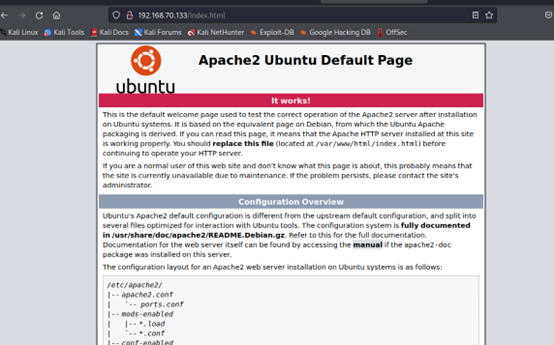 192.168.70.133/index.html
Kali Linux Kali Tools Kali Docs Kali Forums Kali NetHunter Exploit-DB Google Hacking DB OffSec
ubuntu
Apache2 Ubuntu Default Page
It works!
This is the default welcome page used to test the correct operation of the Apache2 server after installation
on Ubuntu systems. It is based on the equivalent page on Debian, from which the Ubuntu Apache
packaging is derived. If you can read this page, it means that the Apache HTTP server installed at this site
is working properly. You should replace this file (located at /var/www/html/index.html) before
continuing to operate your HTTP server.
If you are a normal user of this web site and don't know what this page is about, this probably means that
the site is currently unavailable due to maintenance. If the problem persists, please contact the site's
administrator.
Configuration Overview
Ubuntu's Apache2 default configuration is different from the upstream default configuration, and split into
several files optimized for interaction with Ubuntu tools. The configuration system is fully documented
in /usr/share/doc/apache2/README.Debian.gz. Refer to this for the full documentation.
Documentation for the web server itself can be found by accessing the manual if the apache2-doc
package was installed on this server.
The configuration layout for an Apache2 web server installation on Ubuntu systems is as follows:
/etc/apache2/
|-- apache2.conf
|   `-- ports.conf
|-- mods-enabled
|   |-- *.load
|   `-- *.conf
|-- conf-enabled